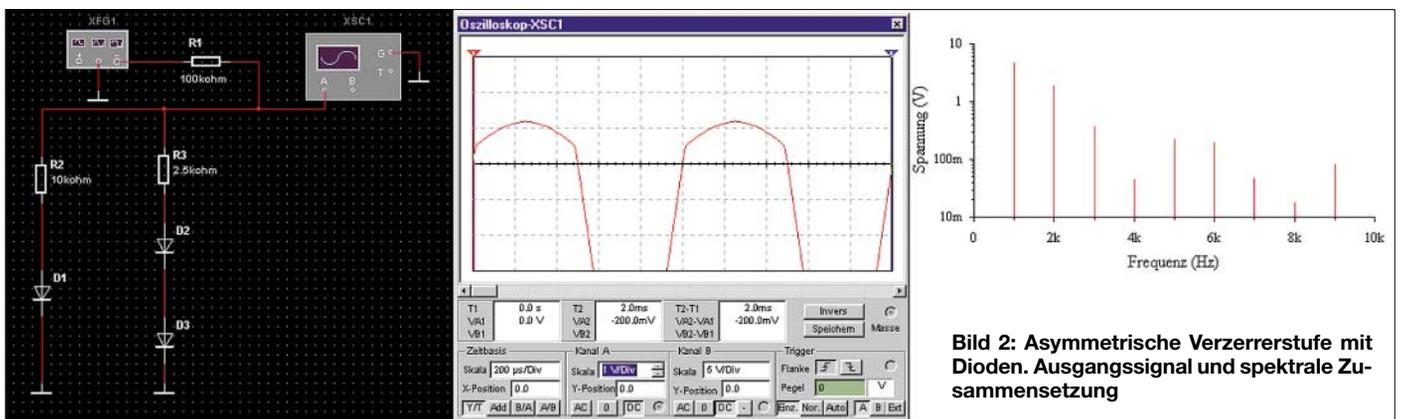 XFG1
R1
100kohm
XSC1
G
T
A B
R2
10kohm
R3
2.5kohm
D2
D1
D3
Oszilloskop-XSC1
T1 0.0 s T2 2.0ms T2-T1 2.0ms
VA1 0.0 V VA2 -200.0mV VA2-VA1 -200.0mV
VB1 VB2 VB2-VB1
Invers
Speichern Masse
Zeitbasis Kanal A Kanal B Trigger
Skala 200 µs/Div Skala 1 V/Div Skala 5 V/Div Flanke
X-Position 0.0 Y-Position 0.0 Y-Position 0.0 Pegel 0 V
Y/T Add B/A A/B AC 0 DC AC 0 DC - Einz. Nor. Auto A B Ext
Spannung (V)
10
1
100m
10m
0 2k 4k 6k 8k 10k
Frequenz (Hz)
Bild 2: Asymmetrische Verzerrerstufe mit
Dioden. Ausgangssignal und spektrale Zu-
sammensetzung